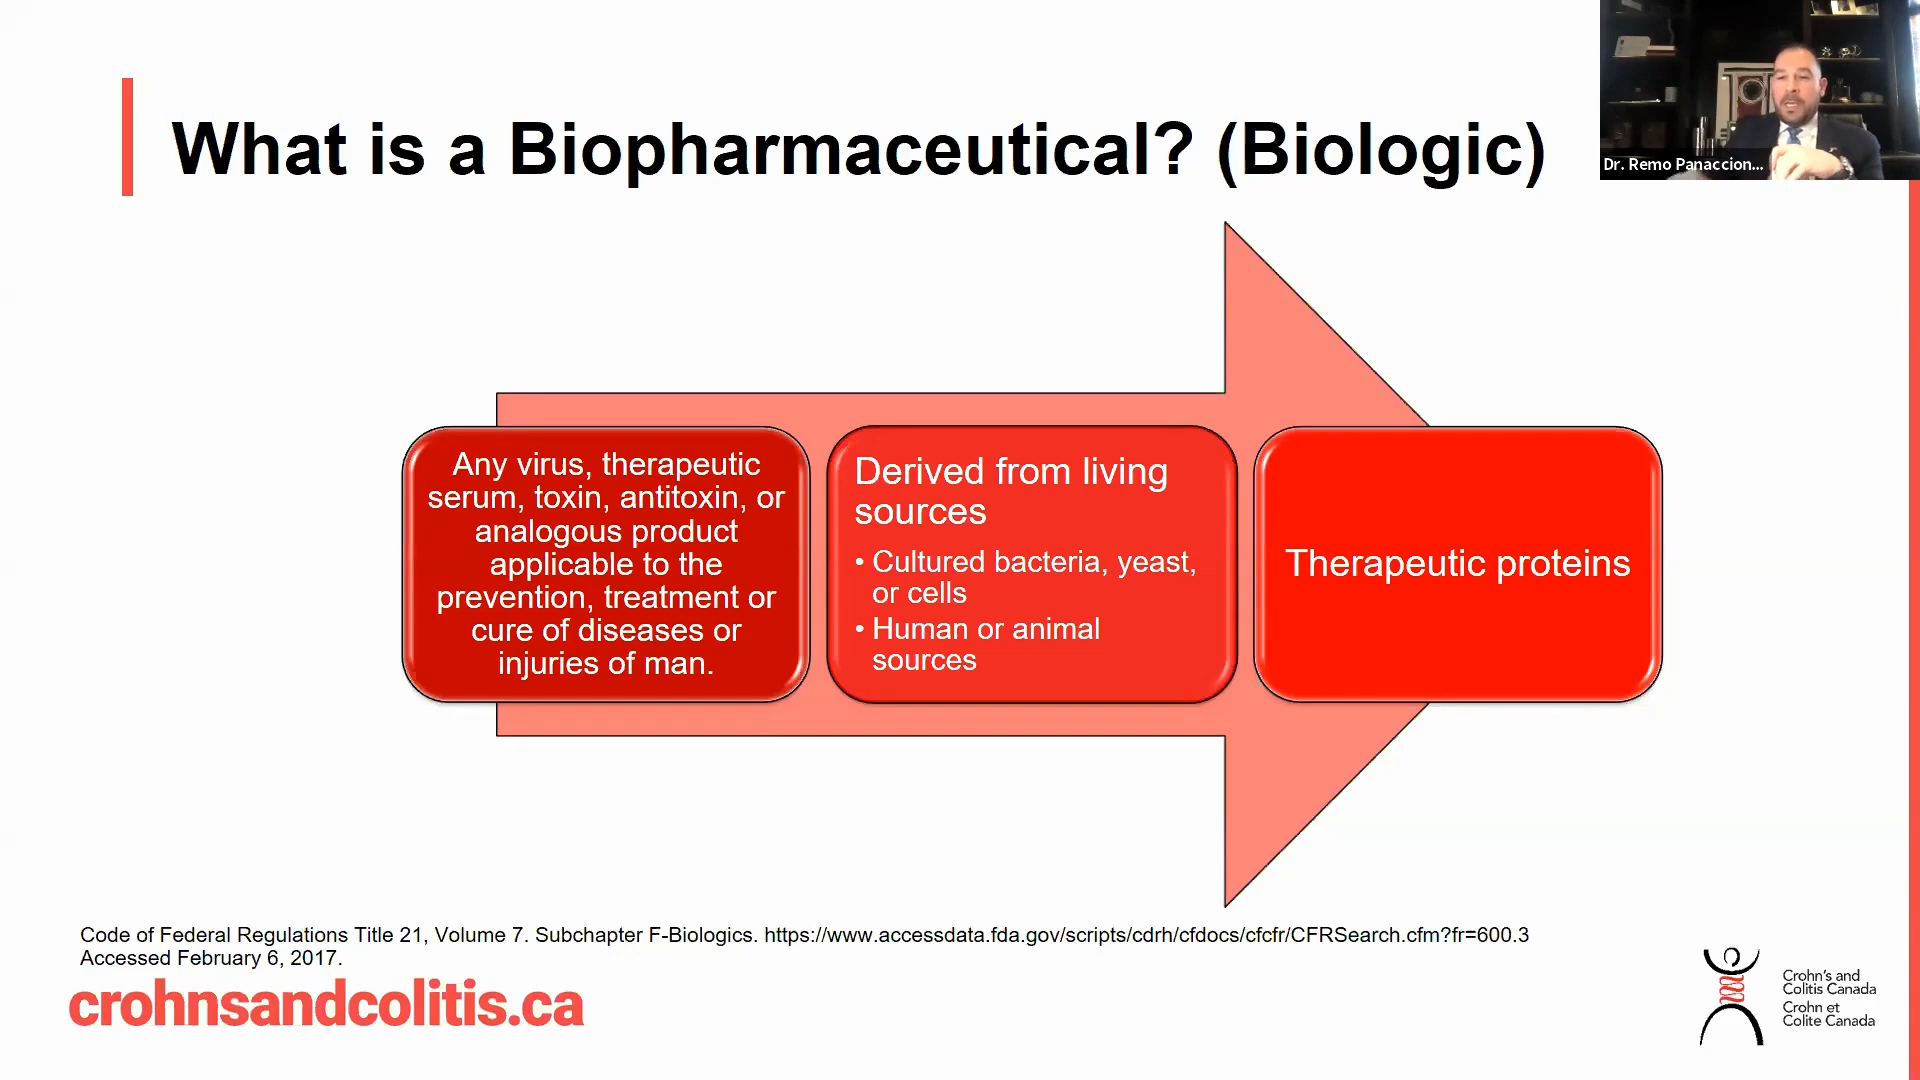 What is a Biopharmaceutical? (Biologic)
Dr. Remo Panaccion...
Any virus, therapeutic
serum, toxin, antitoxin, or
analogous product
applicable to the
prevention, treatment or
cure of diseases or
injuries of man.
Derived from living
sources
• Cultured bacteria, yeast,
or cells
• Human or animal
sources
Therapeutic proteins
Code of Federal Regulations Title 21, Volume 7. Subchapter F-Biologics. https://www.accessdata.fda.gov/scripts/cdrh/cfdocs/cfcfr/CFRSearch.cfm?fr=600.3
Accessed February 6, 2017.
crohnsandcolitis.ca
Crohn's and
Colitis Canada
Crohn et
Colite Canada